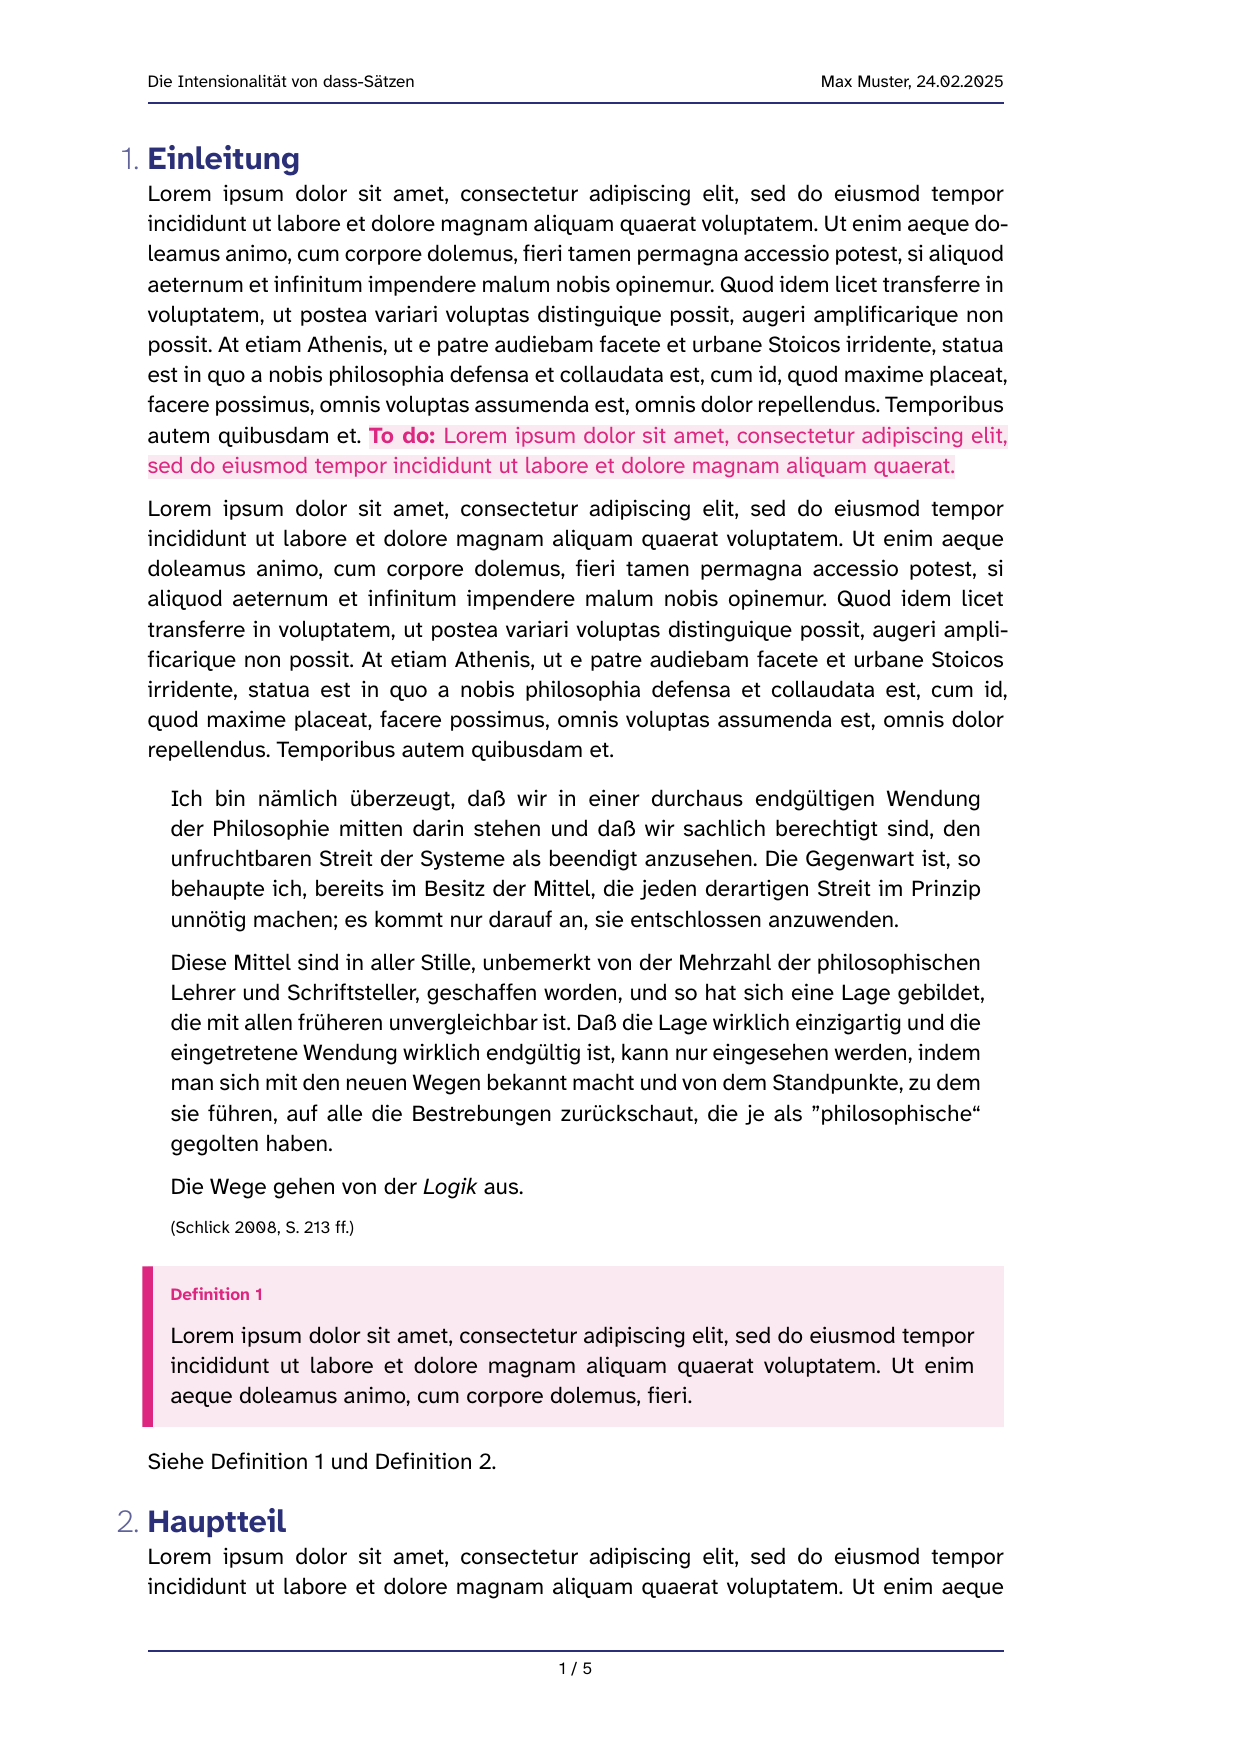 Die Intensionalität von dass-Sätzen
Max Muster, 24.02.2025
1. Einleitung
Lorem ipsum dolor sit amet, consectetur adipiscing elit, sed do eiusmod tempor
incididunt ut labore et dolore magnam aliquam quaerat voluptatem. Ut enim aeque do-
leamus animo, cum corpore dolemus, fieri tamen permagna accessio potest, si aliquod
aeternum et infinitum impendere malum nobis opinemur. Quod idem licet transferre in
voluptatem, ut postea variari voluptas distinguique possit, augeri amplificarique non
possit. At etiam Athenis, ut e patre audiebam facete et urbane Stoicos irridente, statua
est in quo a nobis philosophia defensa et collaudata est, cum id, quod maxime placeat,
facere possimus, omnis voluptas assumenda est, omnis dolor repellendus. Temporibus
autem quibusdam et. To do: Lorem ipsum dolor sit amet, consectetur adipiscing elit,
sed do eiusmod tempor incididunt ut labore et dolore magnam aliquam quaerat.
Lorem ipsum dolor sit amet, consectetur adipiscing elit, sed do eiusmod tempor
incididunt ut labore et dolore magnam aliquam quaerat voluptatem. Ut enim aeque
doleamus animo, cum corpore dolemus, fieri tamen permagna accessio potest, si
aliquod aeternum et infinitum impendere malum nobis opinemur. Quod idem licet
transferre in voluptatem, ut postea variari voluptas distinguique possit, augeri ampli-
ficarique non possit. At etiam Athenis, ut e patre audiebam facete et urbane Stoicos
irridente, statua est in quo a nobis philosophia defensa et collaudata est, cum id,
quod maxime placeat, facere possimus, omnis voluptas assumenda est, omnis dolor
repellendus. Temporibus autem quibusdam et.
Ich bin nämlich überzeugt, daß wir in einer durchaus endgültigen Wendung
der Philosophie mitten darin stehen und daß wir sachlich berechtigt sind, den
unfruchtbaren Streit der Systeme als beendigt anzusehen. Die Gegenwart ist, so
behaupte ich, bereits im Besitz der Mittel, die jeden derartigen Streit im Prinzip
unnötig machen; es kommt nur darauf an, sie entschlossen anzuwenden.
Diese Mittel sind in aller Stille, unbemerkt von der Mehrzahl der philosophischen
Lehrer und Schriftsteller, geschaffen worden, und so hat sich eine Lage gebildet,
die mit allen früheren unvergleichbar ist. Daß die Lage wirklich einzigartig und die
eingetretene Wendung wirklich endgültig ist, kann nur eingesehen werden, indem
man sich mit den neuen Wegen bekannt macht und von dem Standpunkte, zu dem
sie führen, auf alle die Bestrebungen zurückschaut, die je als ”philosophische“
gegolten haben.
Die Wege gehen von der Logik aus.
(Schlick 2008, S. 213 ff.)
Definition 1
Lorem ipsum dolor sit amet, consectetur adipiscing elit, sed do eiusmod tempor
incididunt ut labore et dolore magnam aliquam quaerat voluptatem. Ut enim
aeque doleamus animo, cum corpore dolemus, fieri.
Siehe Definition 1 und Definition 2.
2. Hauptteil
Lorem ipsum dolor sit amet, consectetur adipiscing elit, sed do eiusmod tempor
incididunt ut labore et dolore magnam aliquam quaerat voluptatem. Ut enim aeque
1 / 5